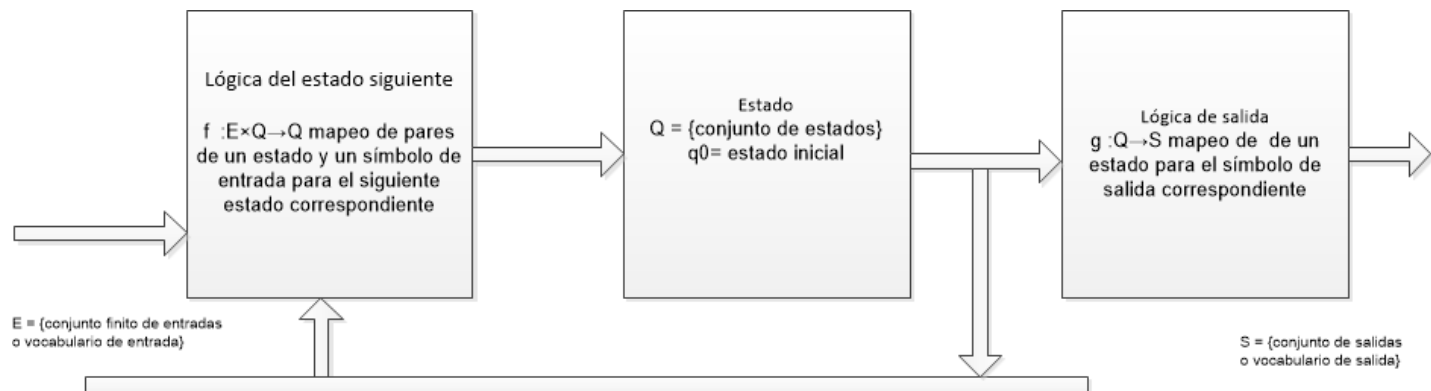 Lógica del estado siguiente
f :E×Q→Q mapeo de pares
de un estado y un símbolo de
entrada para el siguiente
estado correspondiente
Estado
Q = {conjunto de estados}
q0= estado inicial
Lógica de salida
g :Q→S mapeo de de un
estado para el símbolo de
salida correspondiente
E = {conjunto finito de entradas
o vocabulario de entrada}
S = {conjunto de salidas
o vocabulario de salida}